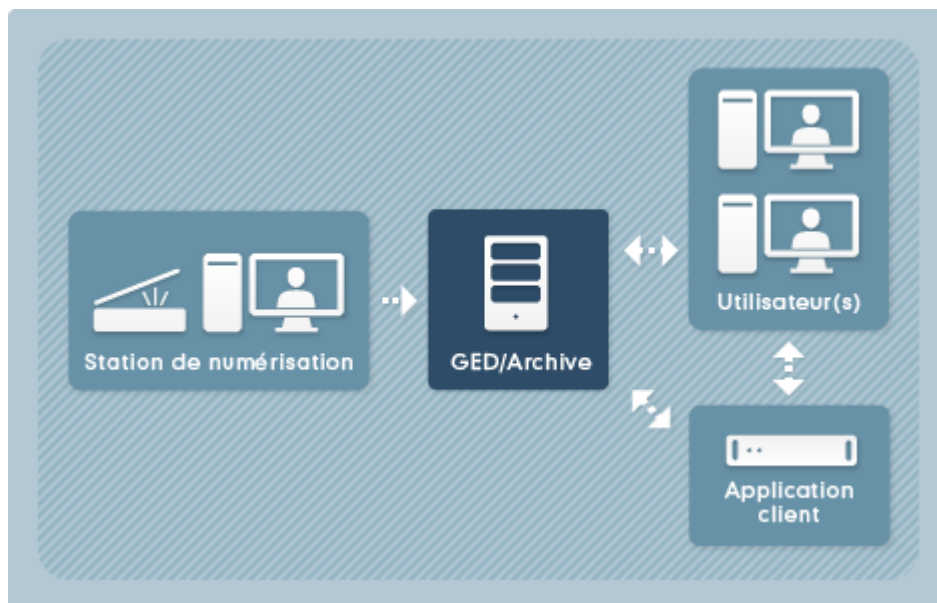 Station de numérisation
GED/Archive
Utilisateur(s)
Application
client